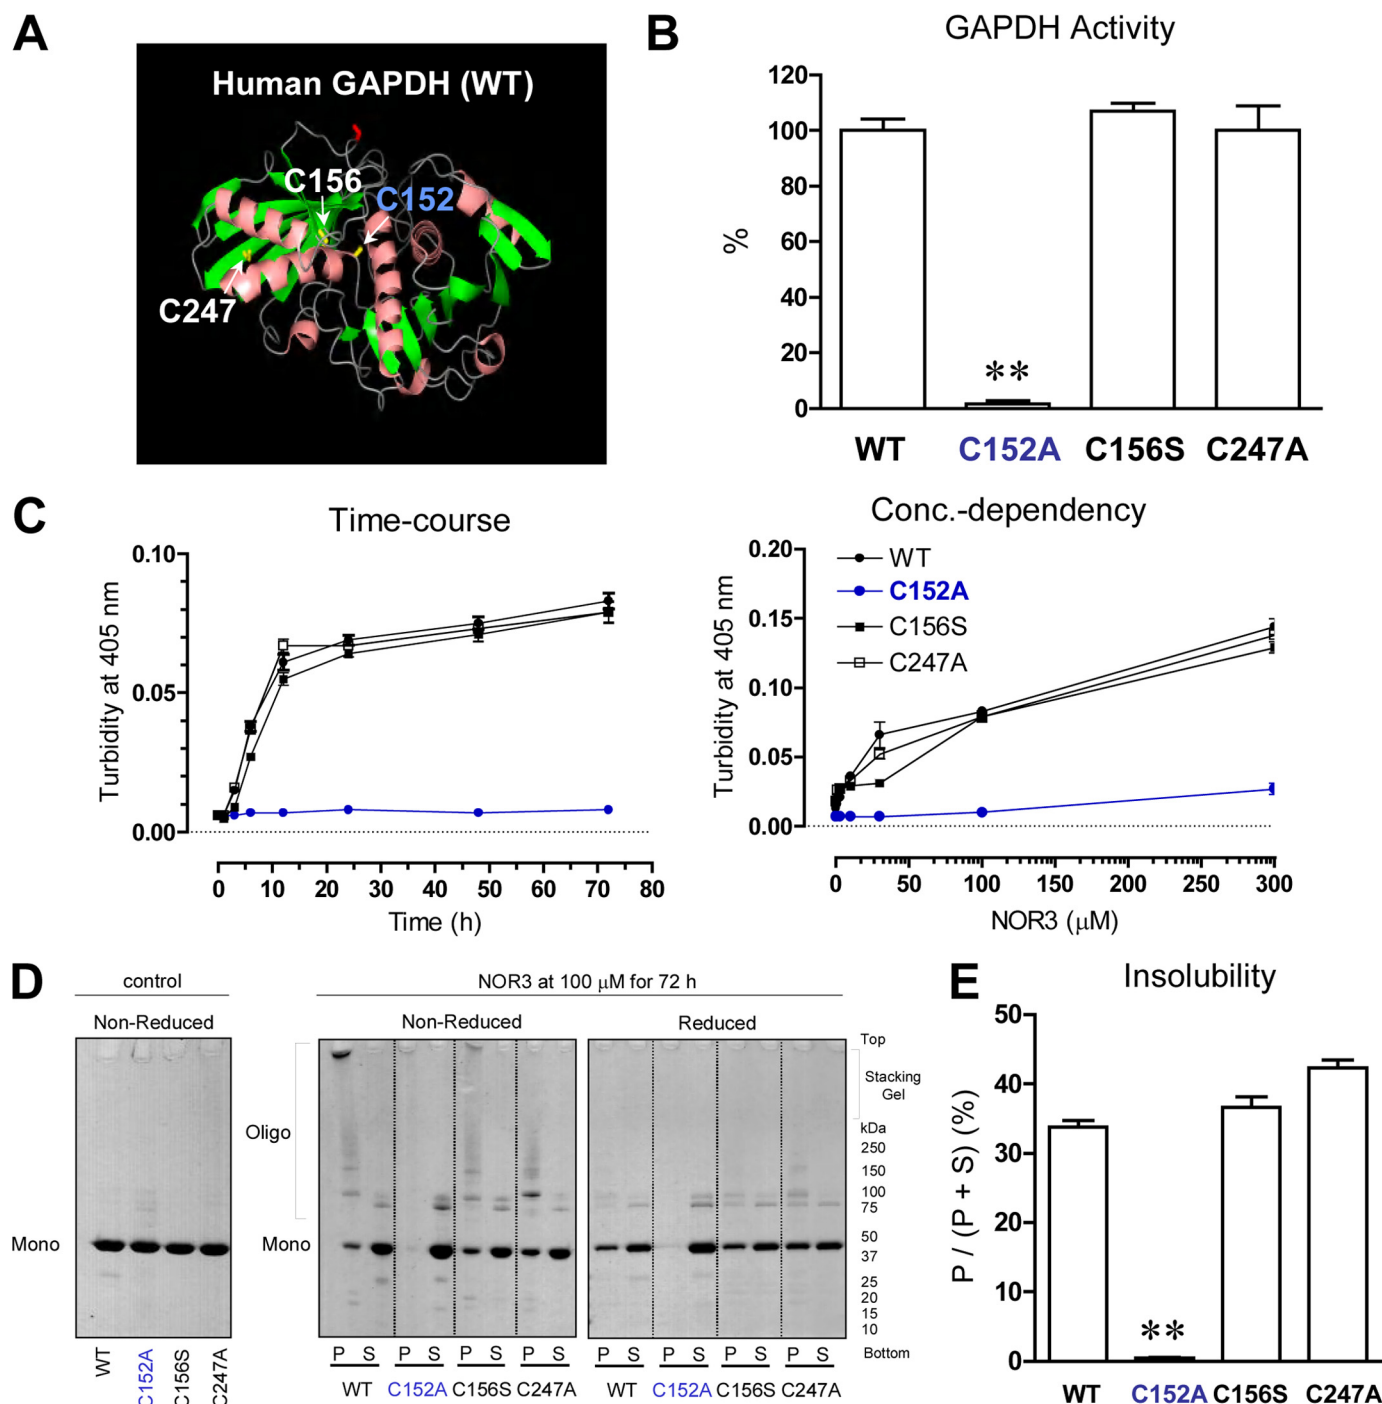 A
Human GAPDH (WT)
C156
C152
C247
B
GAPDH Activity
120
100
80
60
40
20
0
%
**
WT C152A C156S C247A
C
Time-course
0.10
0.05
0.00
Turbidity at 405 nm
0 10 20 30 40 50 60 70 80
Time (h)
Conc.-dependency
0.20
0.15
0.10
0.05
0.00
Turbidity at 405 nm
WT
C152A
C156S
C247A
0 50 100 150 200 250 300
NOR3 (μM)
D
control
NOR3 at 100 μM for 72 h
Non-Reduced
Non-Reduced
Reduced
Top
Stacking
Gel
kDa
250
150
100
75
50
37
25
20
15
10
Bottom
Oligo
Mono
Mono
WT
C152A
C156S
C247A
P S P S P S P S
WT C152A C156S C247A
P S P S P S P S
WT C152A C156S C247A
E
Insolubility
50
40
30
20
10
0
P / (P + S) (%)
**
WT C152A C156S C247A